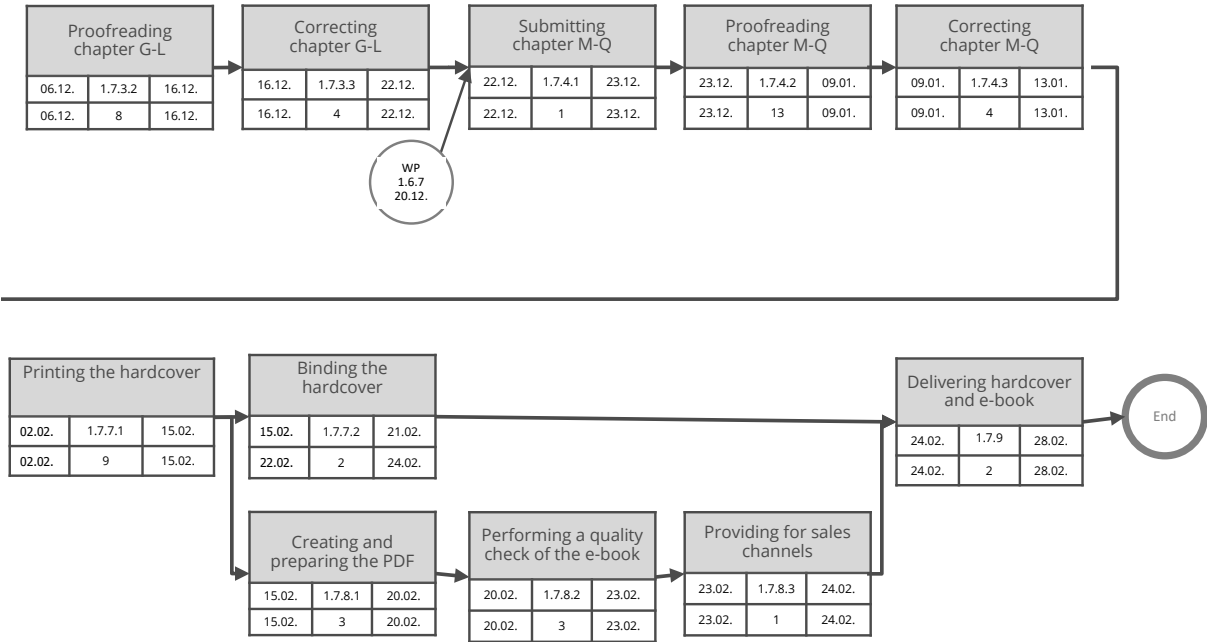 Proofreading
chapter G-L
06.12. 1.7.3.2 16.12.
06.12. 8 16.12.
Correcting
chapter G-L
16.12. 1.7.3.3 22.12.
16.12. 4 22.12.
Submitting
chapter M-Q
22.12. 1.7.4.1 23.12.
22.12. 1 23.12.
Proofreading
chapter M-Q
23.12. 1.7.4.2 09.01.
23.12. 13 09.01.
Correcting
chapter M-Q
09.01. 1.7.4.3 13.01.
09.01. 4 13.01.
WP
1.6.7
20.12.
Printing the hardcover
02.02. 1.7.7.1 15.02.
02.02. 9 15.02.
Binding the
hardcover
15.02. 1.7.7.2 21.02.
22.02. 2 24.02.
Delivering hardcover
and e-book
24.02. 1.7.9 28.02.
24.02. 2 28.02.
End
Creating and
preparing the PDF
15.02. 1.7.8.1 20.02.
15.02. 3 20.02.
Performing a quality
check of the e-book
20.02. 1.7.8.2 23.02.
20.02. 3 23.02.
Providing for sales
channels
23.02. 1.7.8.3 24.02.
23.02. 1 24.02.